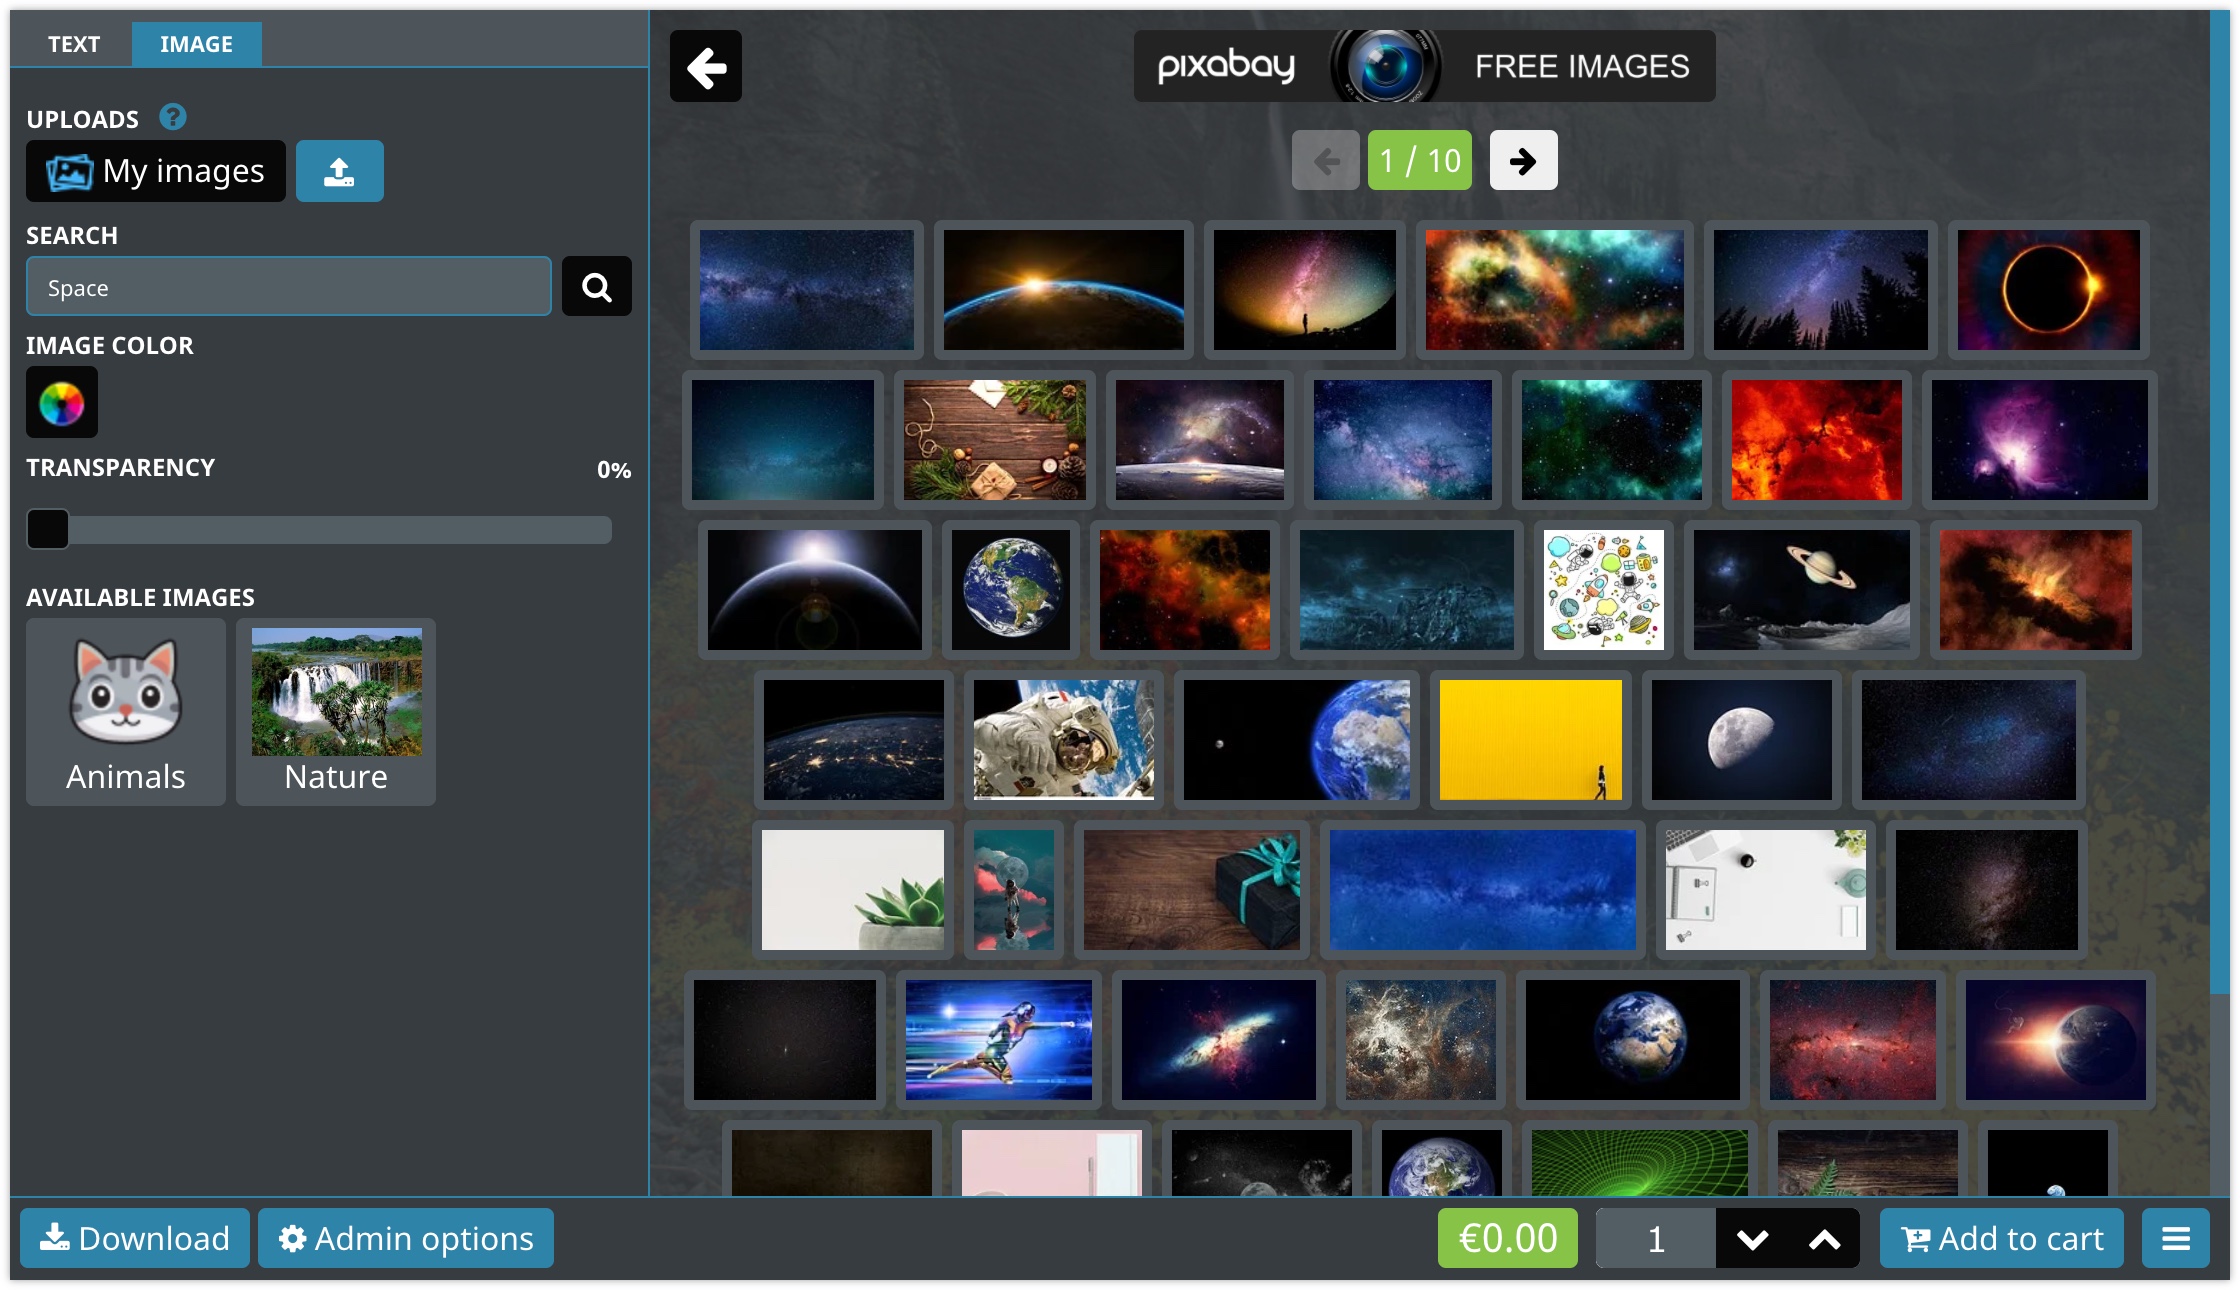 TEXT
IMAGE
UPLOADS
My images
SEARCH
Space
IMAGE COLOR
TRANSPARENCY 0%
AVAILABLE IMAGES
Animals
Nature
pixabay FREE IMAGES
1 / 10
Download
Admin options
€0.00
1
Add to cart